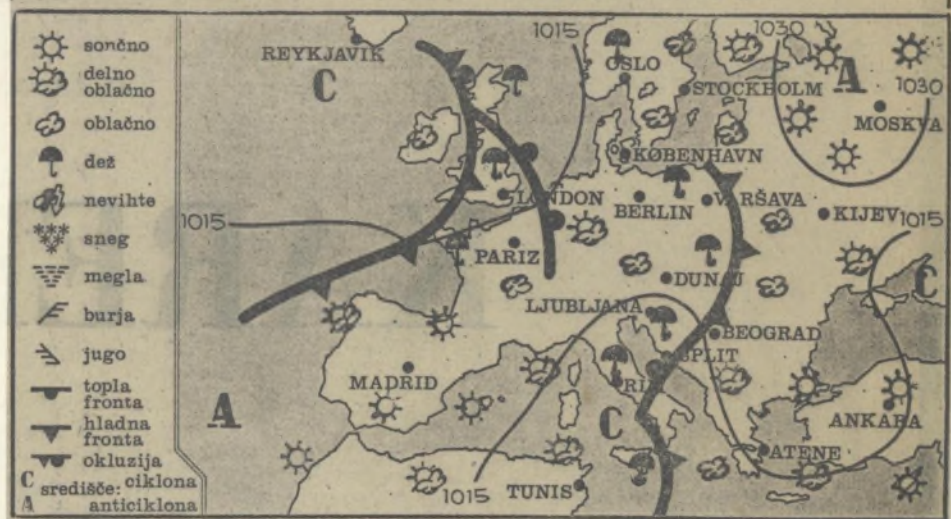 sončno
delno
oblačno
oblačno
dež
nevihte
sneg
megla
burja
jugo
topla
fronta
hladna
fronta
okluzija
C središče: ciklona
A anticiklona
REYKJAVIK
C
1015
OSLO
STOCKHOLM
1030
A
1030
MOSKVA
KØBENHAVN
LONDON
BERLIN
VARŠAVA
KIJEV
1015
1015
PARIZ
DUNAJ
C
LJUBLJANA
BEOGRAD
SPLIT
MADRID
RIM
ANKARA
A
C
ATENE
1015
TUNIS